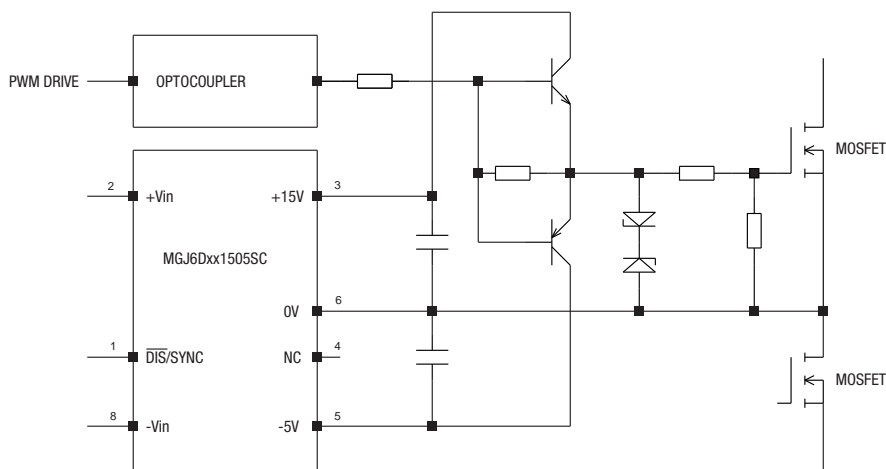 PWM DRIVE
OPTOCOUPLER
MOSFET
2
+Vin
+15V
3
MGJ6Dxx1505SC
0V
6
1
DIS/SYNC
NC
4
MOSFET
8
-Vin
-5V
5